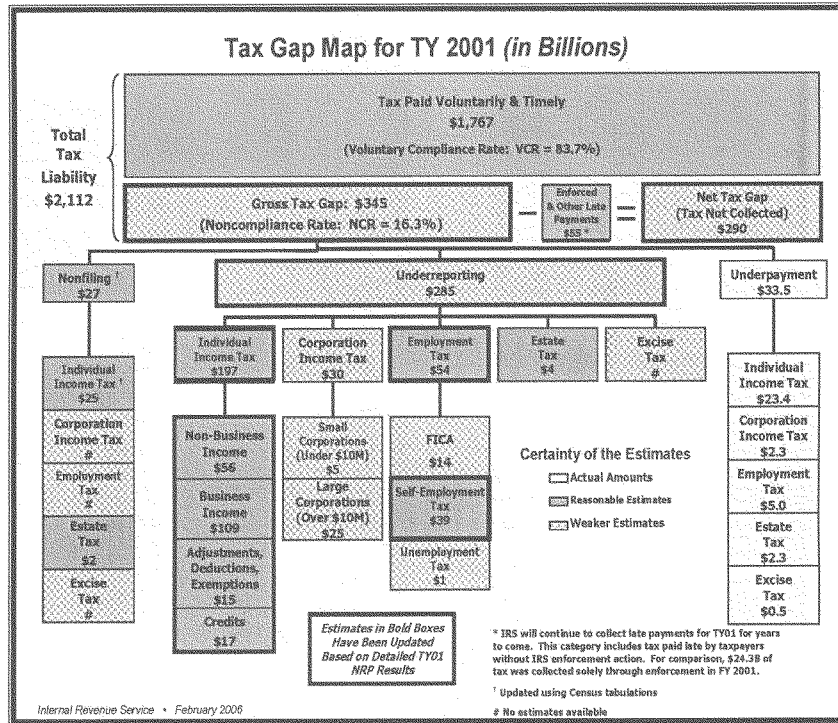 Tax Gap Map for TY 2001 (in Billions)
Total
Tax
Liability
$2,112
Tax Paid Voluntarily & Timely
$1,767
(Voluntary Compliance Rate: VCR = 83.7%)
Gross Tax Gap: $345
(Noncompliance Rate: NCR = 16.3%)
Enforced
& Other Late
Payments
$55 *
Net Tax Gap
(Tax Not Collected)
$290
Nonfiling †
$27
Underreporting
$285
Underpayment
$33.5
Individual
Income Tax †
$25
Corporation
Income Tax
#
Employment
Tax
#
Estate
Tax
$2
Excise
Tax
#
Individual
Income Tax
$197
Non-Business
Income
$56
Business
Income
$109
Adjustments,
Deductions,
Exemptions
$15
Credits
$17
Corporation
Income Tax
$30
Small
Corporations
(Under $10M)
$5
Large
Corporations
(Over $10M)
$25
Employment
Tax
$54
FICA
$14
Self-Employment
Tax
$39
Unemployment
Tax
$1
Estate
Tax
$4
Excise
Tax
#
Individual
Income Tax
$23.4
Corporation
Income Tax
$2.3
Employment
Tax
$5.0
Estate
Tax
$2.3
Excise
Tax
$0.5
Certainty of the Estimates
Actual Amounts
Reasonable Estimates
Weaker Estimates
Estimates in Bold Boxes
Have Been Updated
Based on Detailed TY01
NRP Results
* IRS will continue to collect late payments for TY01 for years
to come. This category includes tax paid late by taxpayers
without IRS enforcement action. For comparison, $24.3B of
tax was collected solely through enforcement in FY 2001.
† Updated using Census tabulations
# No estimates available
Internal Revenue Service • February 2006